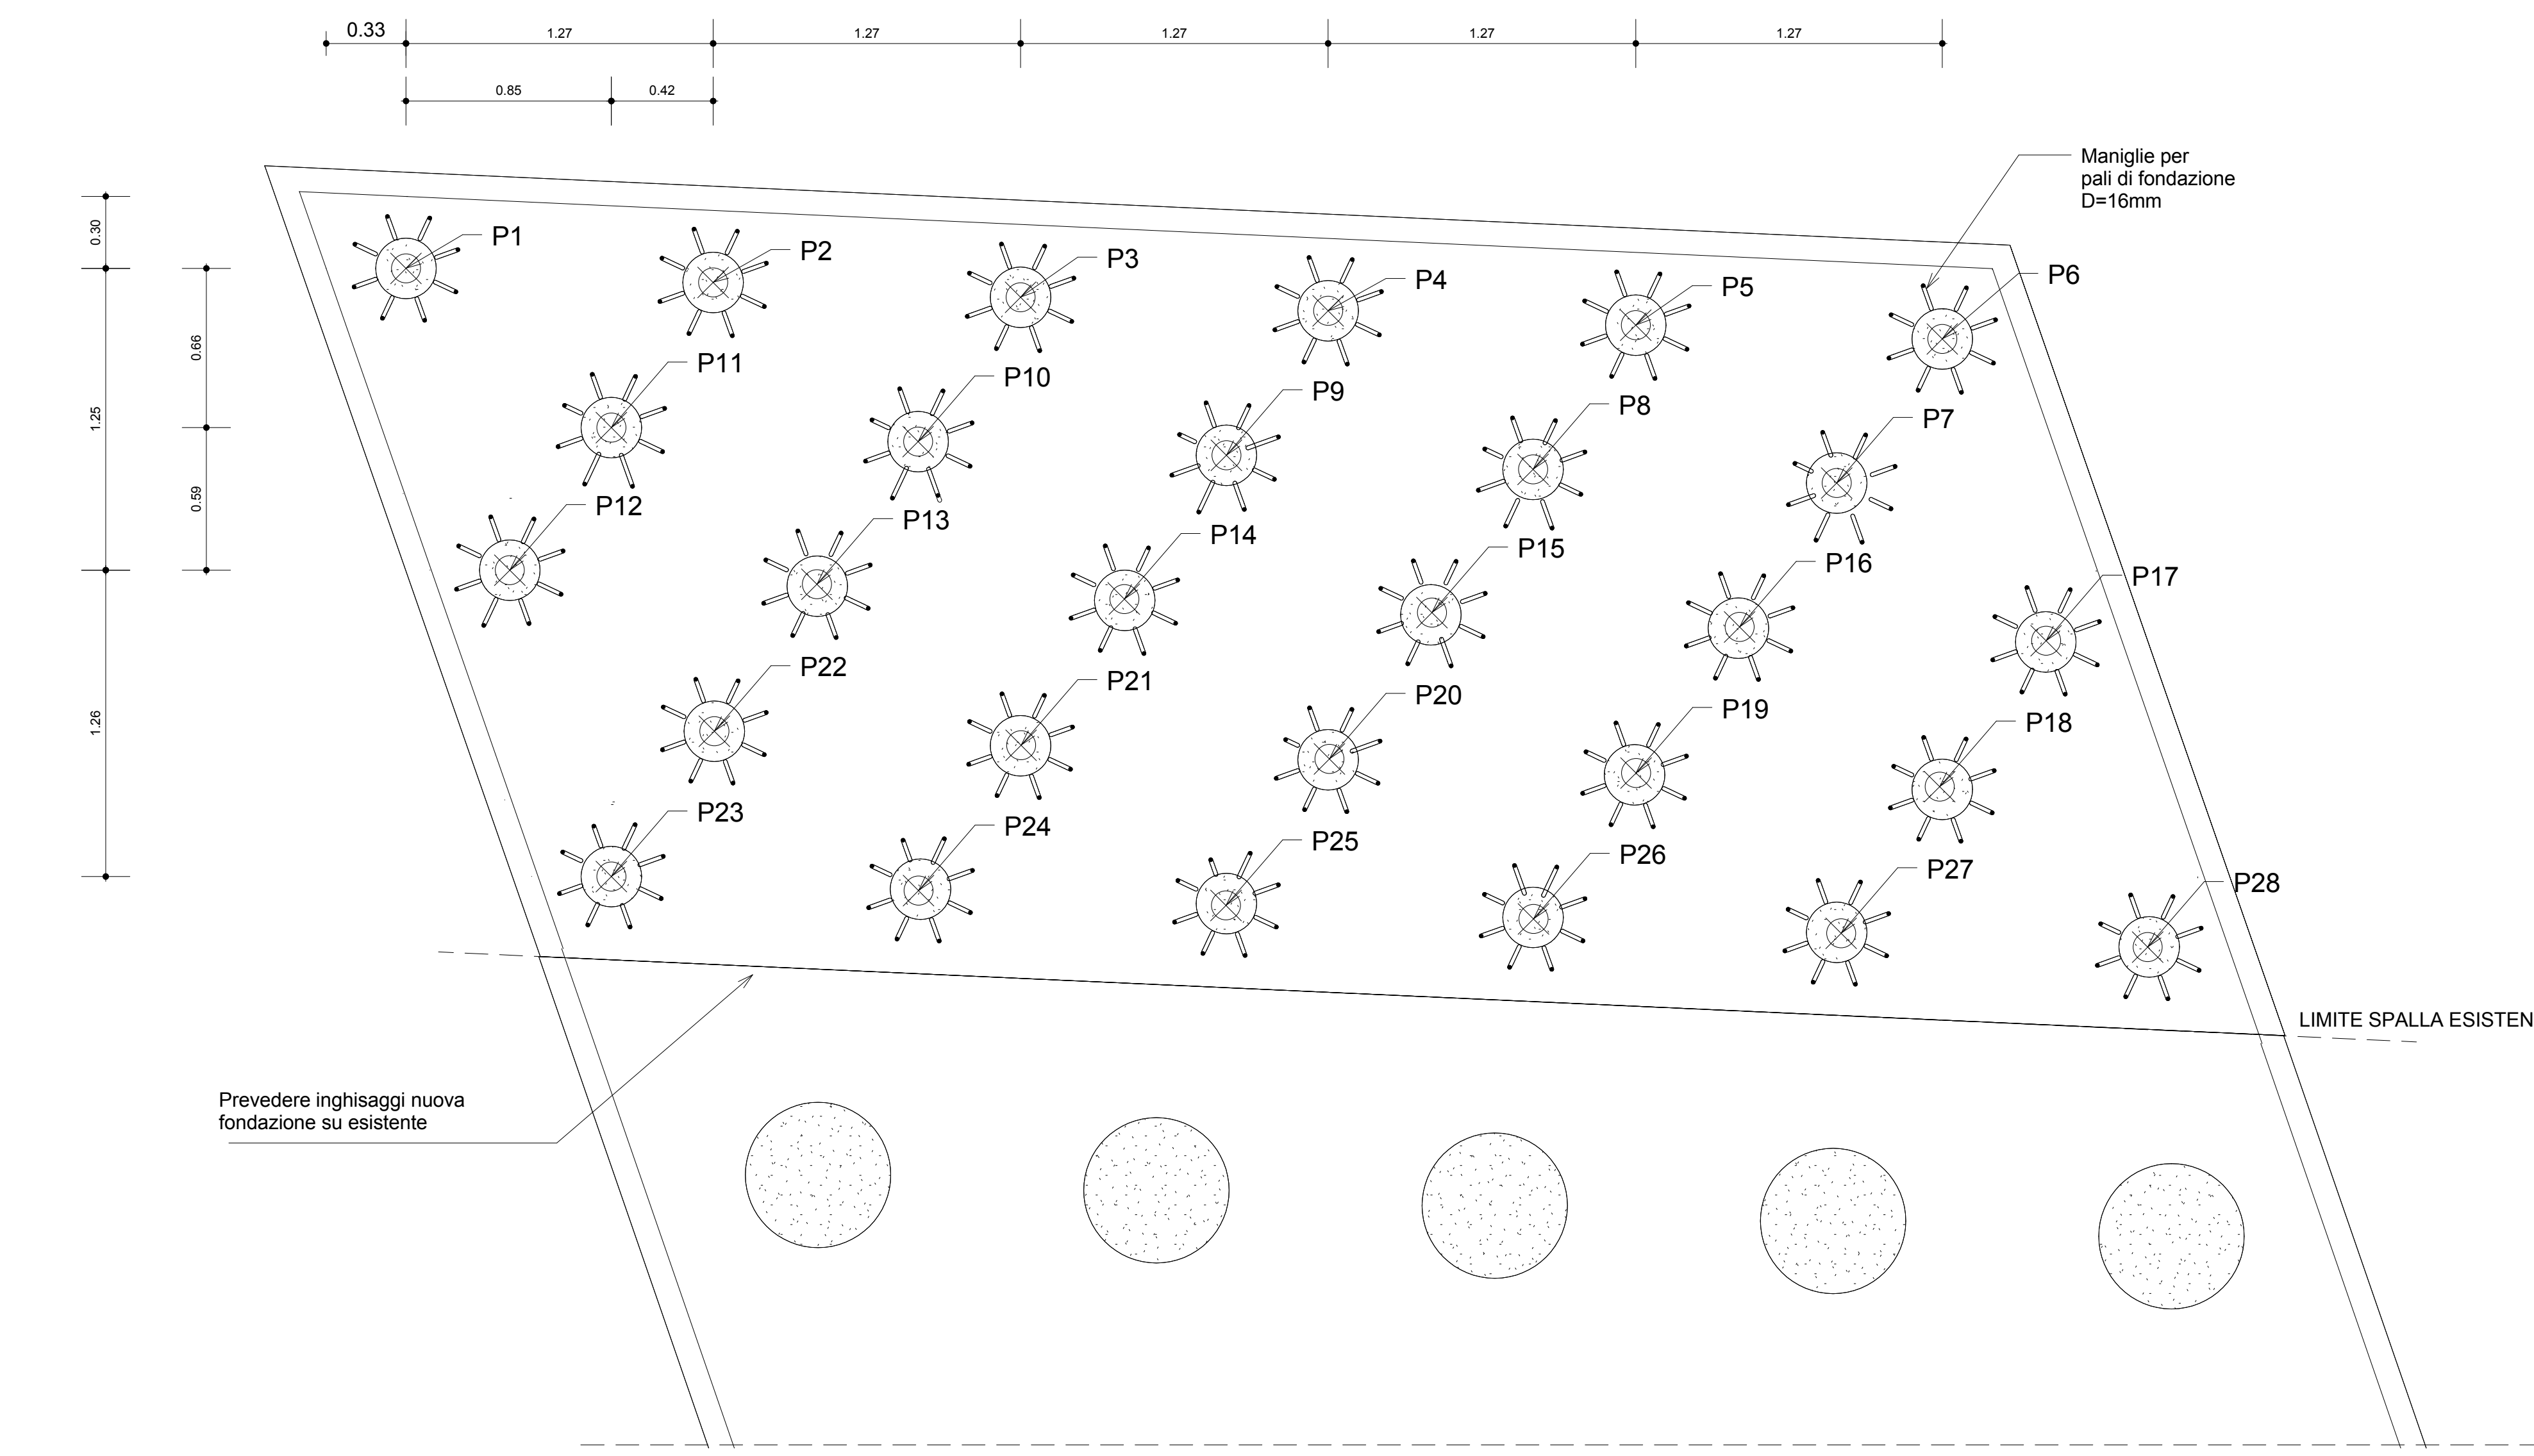 0.33
1.27
1.27
1.27
1.27
1.27
0.85
0.42
Maniglie per
pali di fondazione
D=16mm
0.30
1.25
1.26
0.66
0.59
P1
P2
P3
P4
P5
P6
P11
P10
P9
P8
P7
P12
P13
P14
P15
P16
P17
P22
P21
P20
P19
P18
P23
P24
P25
P26
P27
P28
LIMITE SPALLA ESISTEN
Prevedere inghisaggi nuova
fondazione su esistente